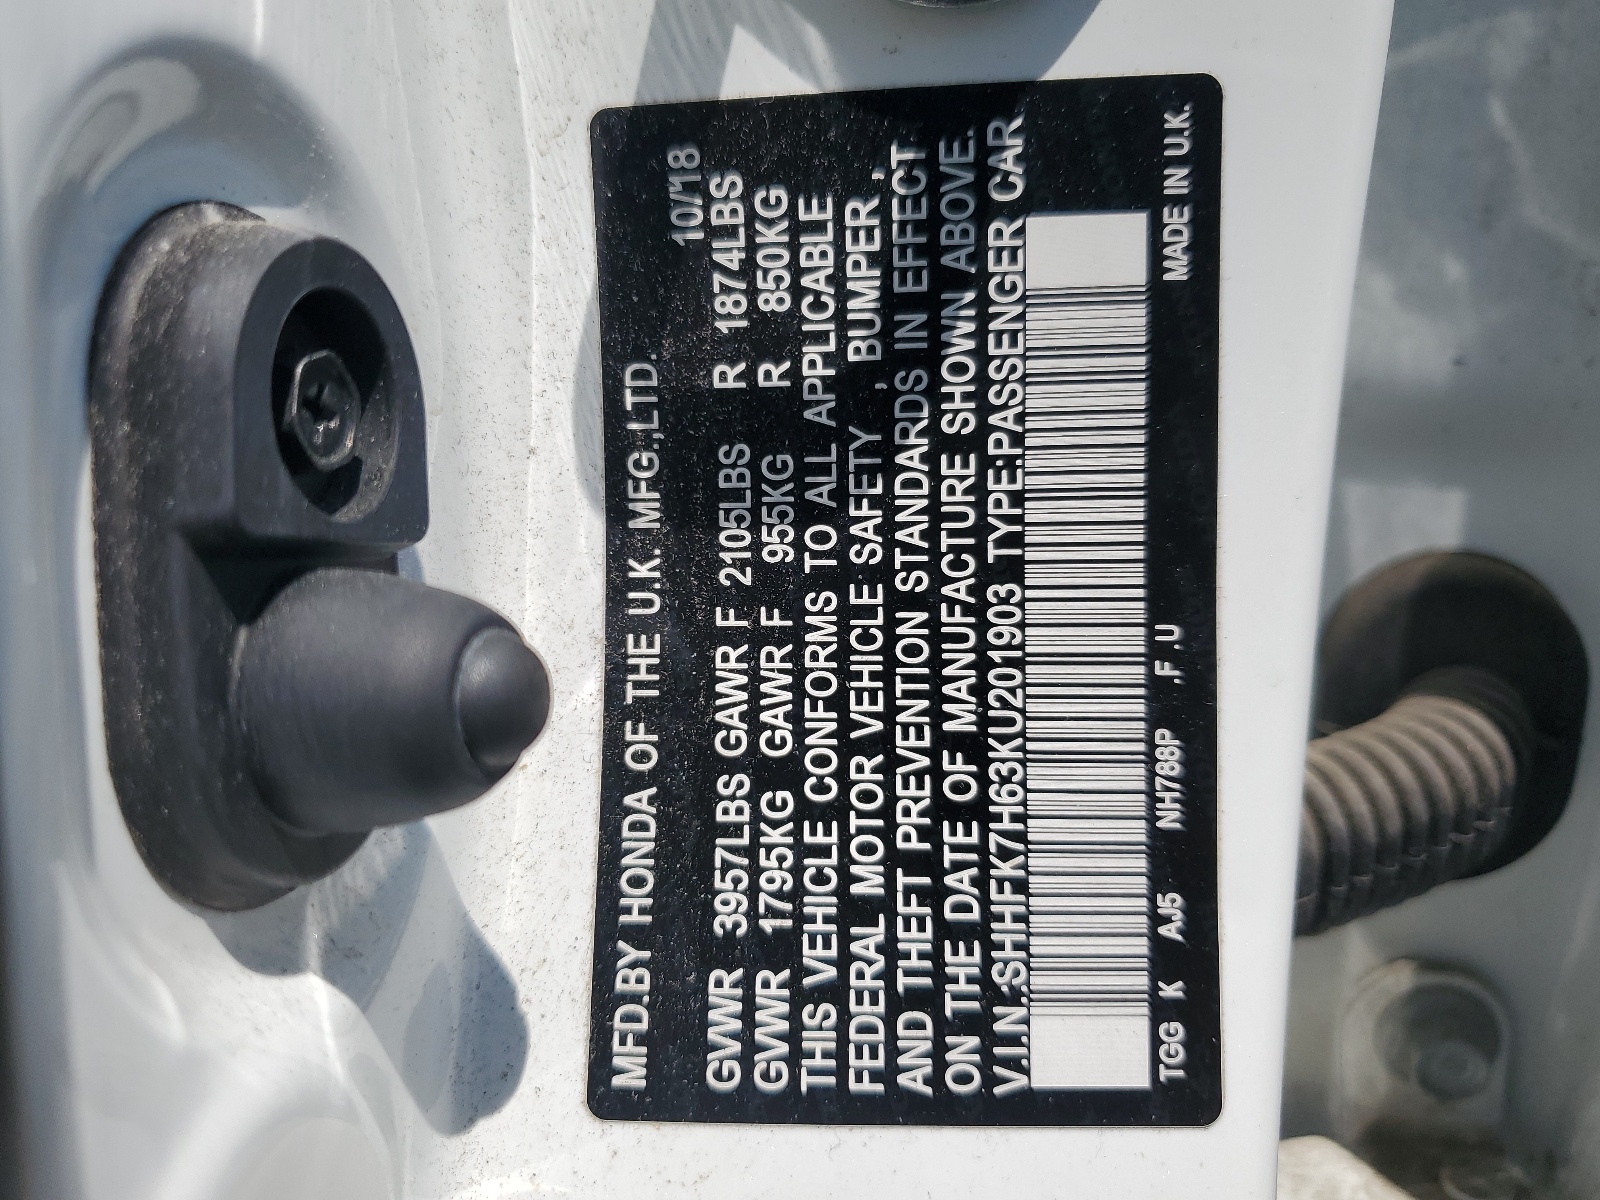 MFD.BY HONDA OF THE U.K. MFG.,LTD. 10/18
GVWR 3957LBS GAWR F 2105LBS R 1874LBS
GVWR 1795KG GAWR F 955KG R 850KG
THIS VEHICLE CONFORMS TO ALL APPLICABLE
FEDERAL MOTOR VEHICLE SAFETY , BUMPER ,
AND THEFT PREVENTION STANDARDS IN EFFECT
ON THE DATE OF MANUFACTURE SHOWN ABOVE.
V.I.N.:SHHFK7H63KU201903 TYPE:PASSENGER CAR
TGG K AJ5 NH788P .F .U MADE IN U.K.